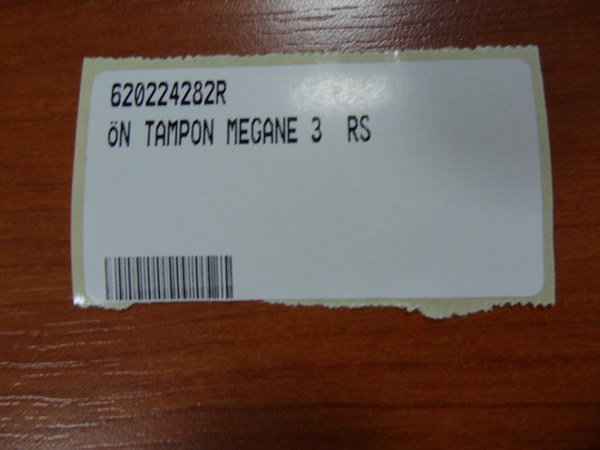 620224282R
öN TAMPON MEGANE 3 RS